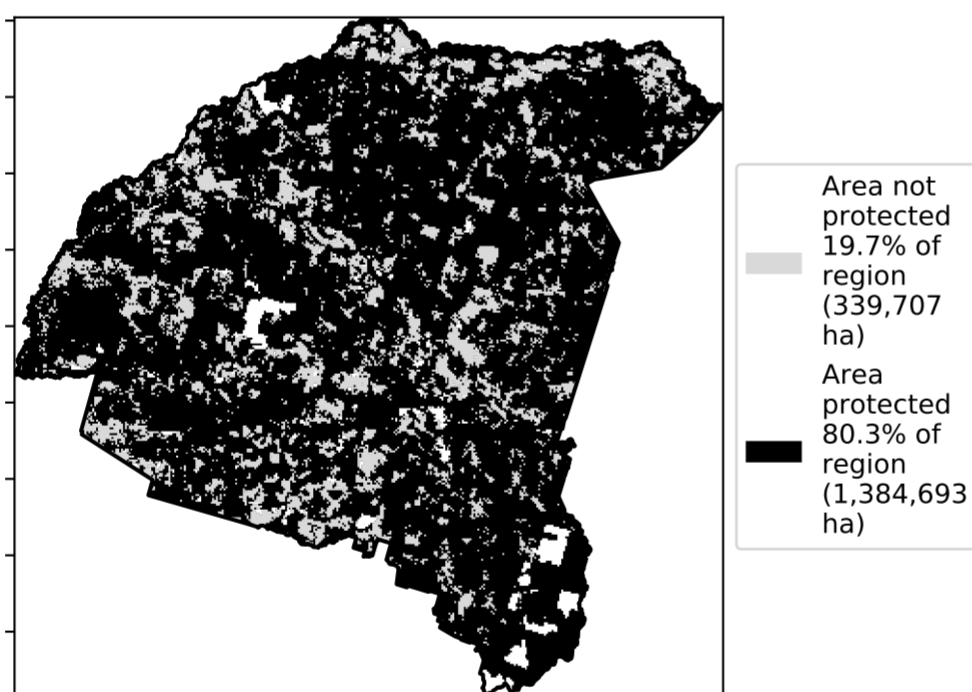 Area not
protected
19.7% of
region
(339,707
ha)
Area
protected
80.3% of
region
(1,384,693
ha)